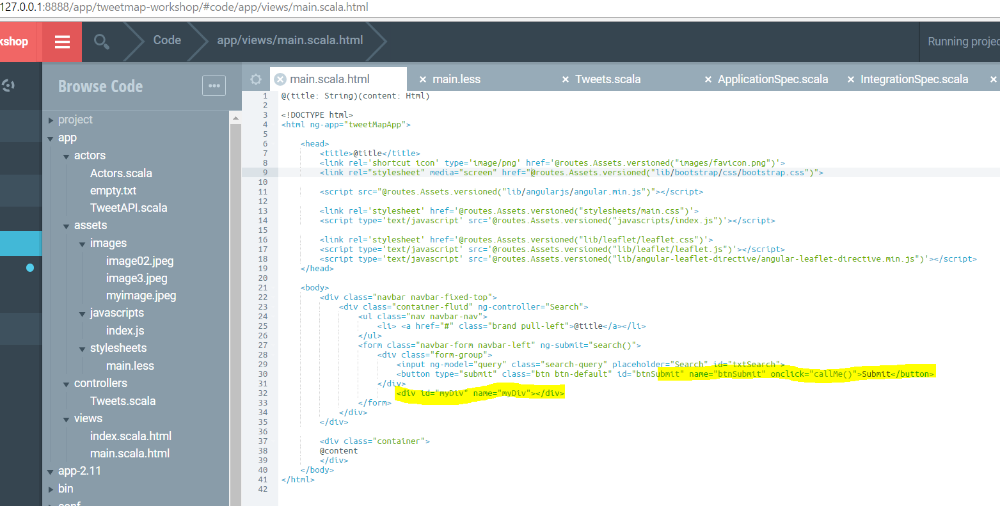 127.0.0.1:8888/app/tweetmap-workshop/#code/app/views/main.scala.html
kshop
Code
app/views/main.scala.html
Running projec
Browse Code
main.scala.html
main.less
Tweets.scala
ApplicationSpec.scala
IntegrationSpec.scala
project
app
actors
Actors.scala
empty.txt
TweetAPI.scala
assets
images
image02.jpeg
image3.jpeg
myimage.jpeg
javascripts
index.js
stylesheets
main.less
controllers
Tweets.scala
views
index.scala.html
main.scala.html
app-2.11
bin
conf
1 @(title: String)(content: Html)
2
3 <!DOCTYPE html>
4 <html ng-app="tweetMapApp">
5
6 <head>
7 <title>@title</title>
8 <link rel='shortcut icon' type='image/png' href='@routes.Assets.versioned("images/favicon.png")'>
9 <link rel="stylesheet" media="screen" href="@routes.Assets.versioned("lib/bootstrap/css/bootstrap.css")">
10
11 <script src="@routes.Assets.versioned("lib/angularjs/angular.min.js")"></script>
12
13 <link rel='stylesheet' href='@routes.Assets.versioned("stylesheets/main.css")'>
14 <script type='text/javascript' src='@routes.Assets.versioned("javascripts/index.js")'></script>
15
16 <link rel='stylesheet' href='@routes.Assets.versioned("lib/leaflet/leaflet.css")'>
17 <script type='text/javascript' src='@routes.Assets.versioned("lib/leaflet/leaflet.js")'></script>
18 <script type='text/javascript' src='@routes.Assets.versioned("lib/angular-leaflet-directive/angular-leaflet-directive.min.js")'></script>
19 </head>
20
21 <body>
22 <div class="navbar navbar-fixed-top">
23 <div class="container-fluid" ng-controller="Search">
24 <ul class="nav navbar-nav">
25 <li> <a href="#" class="brand pull-left">@title</a></li>
26 </ul>
27 <form class="navbar-form navbar-left" ng-submit="search()">
28 <div class="form-group">
29 <input ng-model="query" class="search-query" placeholder="Search" id="txtSearch">
30 <button type="submit" class="btn btn-default" id="btnSubmit" name="btnSubmit" onclick="callMe()">Submit</button>
31 </div>
32 <div id="myDiv" name="myDiv"></div>
33 </form>
34 </div>
35 </div>
36
37 <div class="container">
38 @content
39 </div>
40 </body>
41 </html>
42